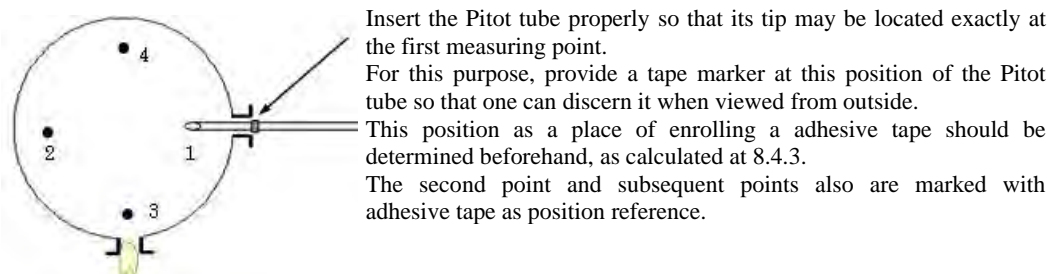 Insert the Pitot tube properly so that its tip may be located exactly at
the first measuring point.
For this purpose, provide a tape marker at this position of the Pitot
tube so that one can discern it when viewed from outside.
This position as a place of enrolling a adhesive tape should be
determined beforehand, as calculated at 8.4.3.
The second point and subsequent points also are marked with
adhesive tape as position reference.
4
2
1
3